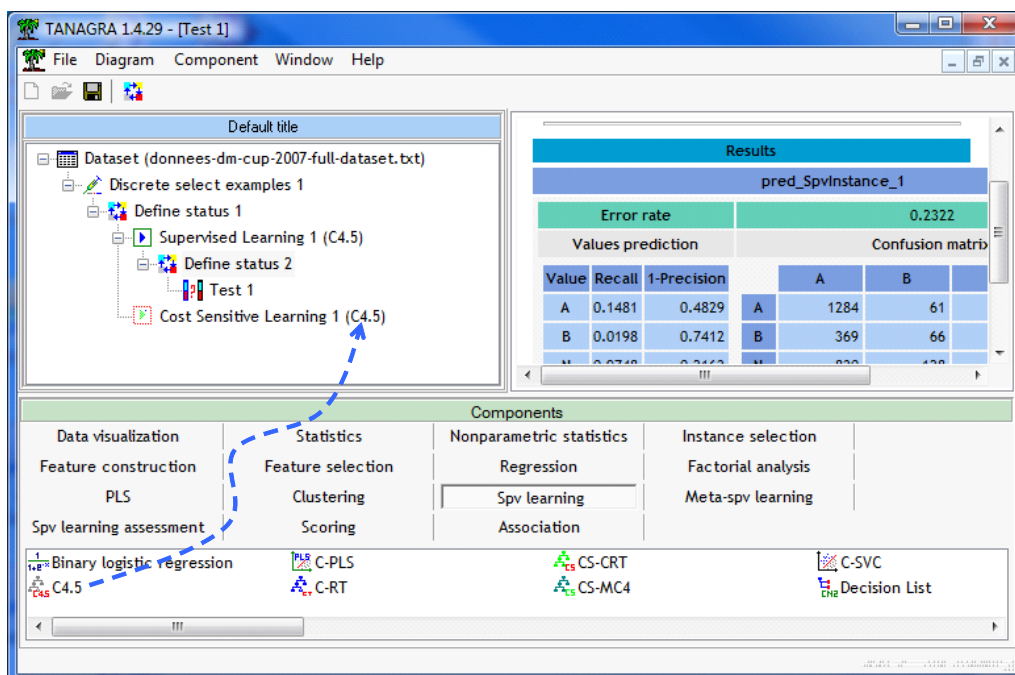 TANAGRA 1.4.29 - [Test 1]
File Diagram Component Window Help
Default title
Dataset (donnees-dm-cup-2007-full-dataset.txt)
Discrete select examples 1
Define status 1
Supervised Learning 1 (C4.5)
Define status 2
Test 1
Cost Sensitive Learning 1 (C4.5)
Results
pred_SpvInstance_1
Error rate 0.2322
Values prediction Confusion matrix
Value Recall 1-Precision A B
A 0.1481 0.4829 A 1284 61
B 0.0198 0.7412 B 369 66
Components
Data visualization Statistics Nonparametric statistics Instance selection
Feature construction Feature selection Regression Factorial analysis
PLS Clustering Spv learning Meta-spv learning
Spv learning assessment Scoring Association
Binary logistic regression C-PLS CS-CRT C-SVC
C4.5 C-RT CS-MC4 Decision List